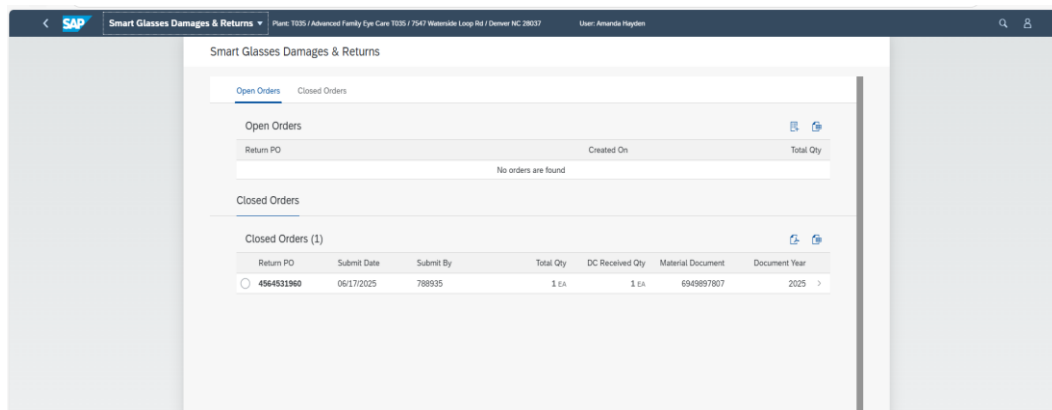 SAP Smart Glasses Damages & Returns Plant: T035 / Advanced Family Eye Care T035 / 7547 Waterside Loop Rd / Denver NC 28037 User: Amanda Hayden
Smart Glasses Damages & Returns
Open Orders Closed Orders
Open Orders
Return PO Created On Total Qty
No orders are found
Closed Orders
Closed Orders (1)
Return PO Submit Date Submit By Total Qty DC Received Qty Material Document Document Year
4564531960 06/17/2025 788935 1 EA 1 EA 6949897807 2025